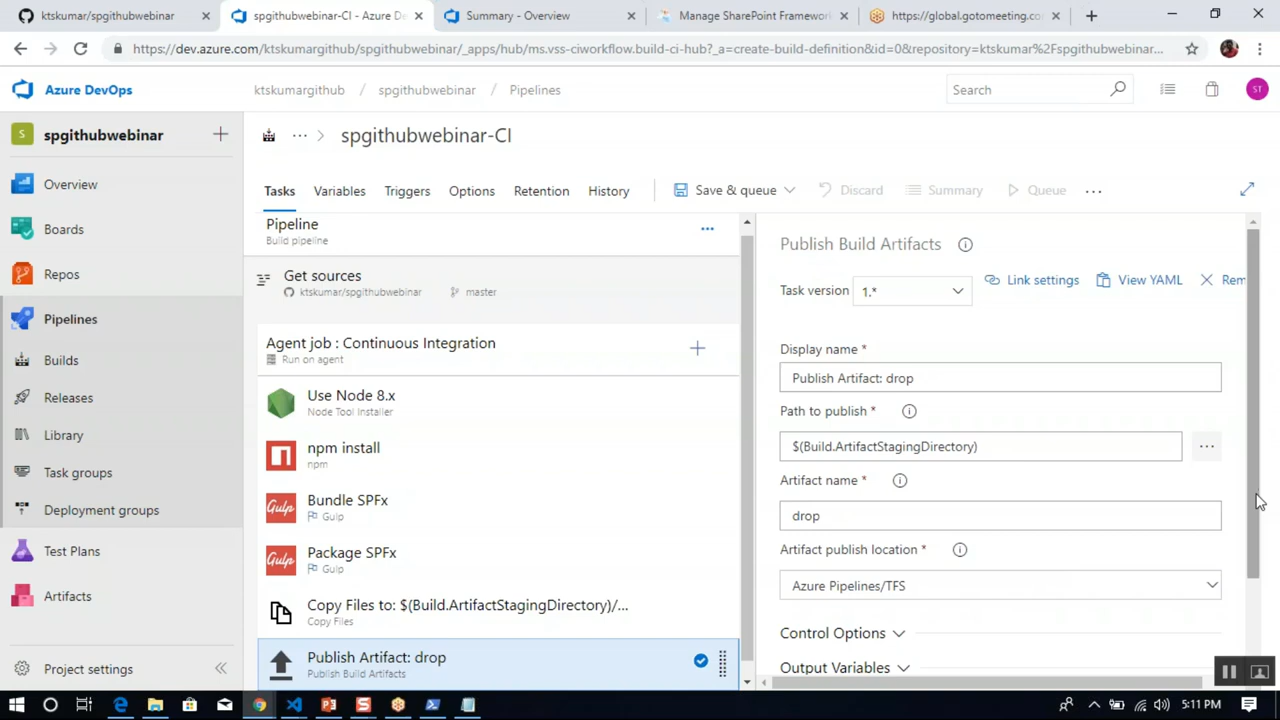 ktskumar/spgithubwebinar
spgithubwebinar-CI - Azure De
Summary - Overview
Manage SharePoint Framework
https://global.gotomeeting.com
https://dev.azure.com/ktskumargithub/spgithubwebinar/_apps/hub/ms.vss-ciworkflow.build-ci-hub?_a=create-build-definition&id=0&repository=ktskumar%2Fspgithubwebinar...
Azure DevOps
ktskumargithub / spgithubwebinar / Pipelines
Search
ST
S
spgithubwebinar
Overview
Boards
Repos
Pipelines
Builds
Releases
Library
Task groups
Deployment groups
Test Plans
Artifacts
Project settings
... > spgithubwebinar-CI
Tasks
Variables
Triggers
Options
Retention
History
Save & queue
Discard
Summary
Queue
...
Pipeline
Build pipeline
...
Get sources
ktskumar/spgithubwebinar
master
Agent job : Continuous Integration
Run on agent
Use Node 8.x
Node Tool Installer
npm install
npm
Gulp
Bundle SPFx
Gulp
Gulp
Package SPFx
Gulp
Copy Files to: $(Build.ArtifactStagingDirectory)/...
Copy Files
Publish Artifact: drop
Publish Build Artifacts
Publish Build Artifacts
Task version
1.*
Link settings
View YAML
Rem
Display name *
Publish Artifact: drop
Path to publish *
$(Build.ArtifactStagingDirectory)
...
Artifact name *
drop
Artifact publish location *
Azure Pipelines/TFS
Control Options
Output Variables
5:11 PM